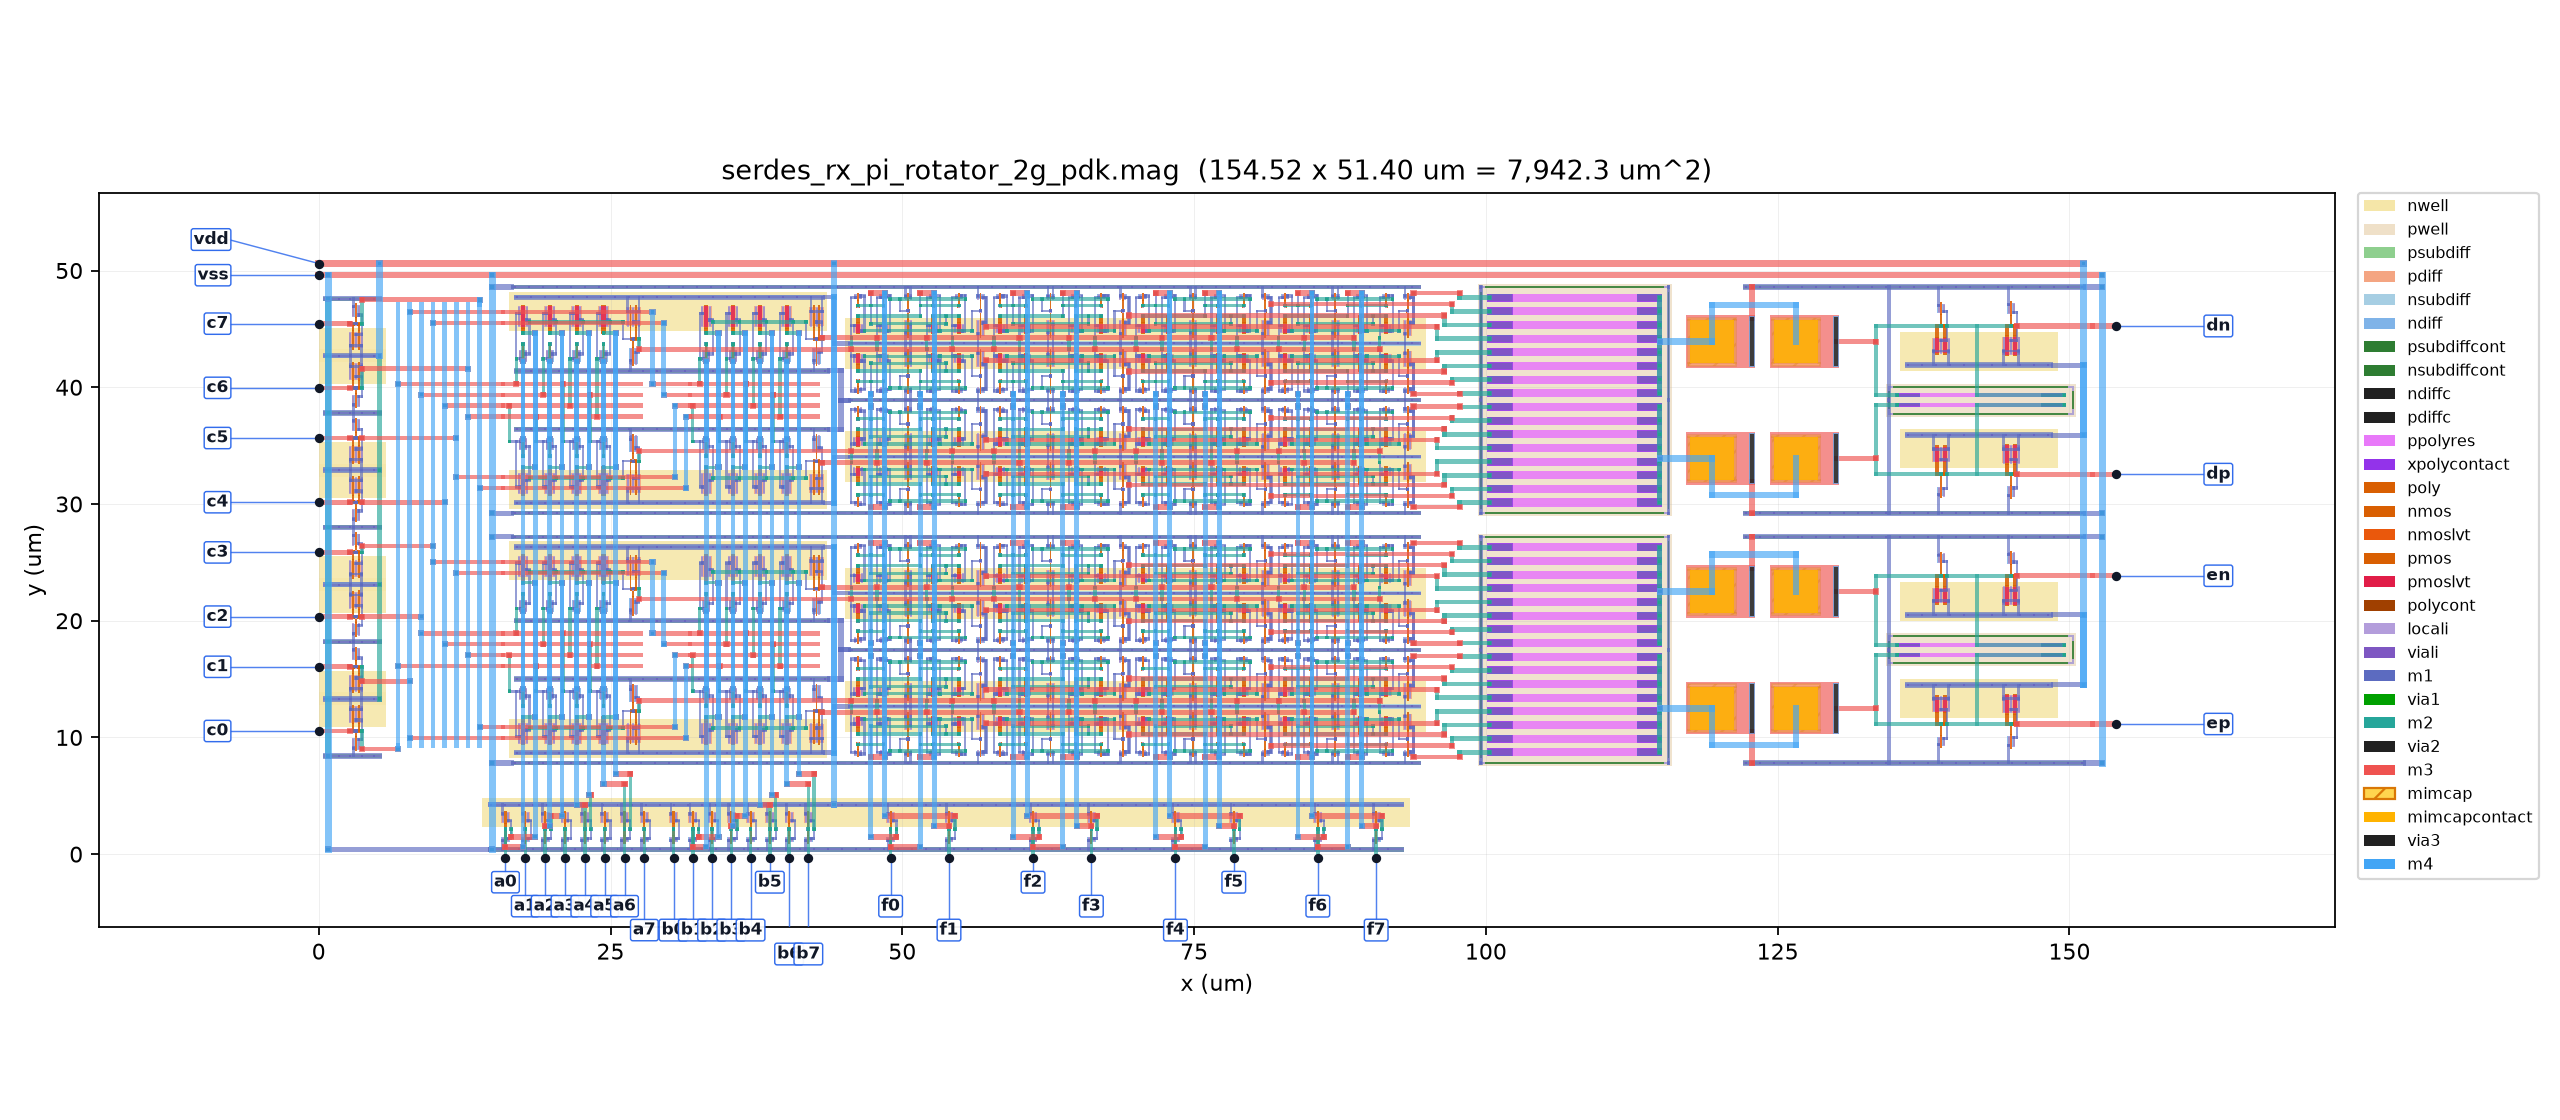 serdes_rx_pi_rotator_2g_pdk.mag (154.52 x 51.40 um = 7,942.3 um^2)
vdd
vss
c7
c6
c5
c4
c3
c2
c1
c0
dn
dp
en
ep
50
40
30
20
10
0
y (um)
a0
b5
f2
f5
a6
f0
f3
f6
a7
b4
f1
f4
f7
b7
0
25
50
75
100
125
150
x (um)
nwell
pwell
psubdiff
pdiff
nsubdiff
ndiff
psubdiffcont
nsubdiffcont
ndiffc
pdiffc
ppolyres
xpolycontact
poly
nmos
nmoslvt
pmos
pmoslvt
polycont
locali
viali
m1
via1
m2
via2
m3
mimcap
mimcapcontact
via3
m4